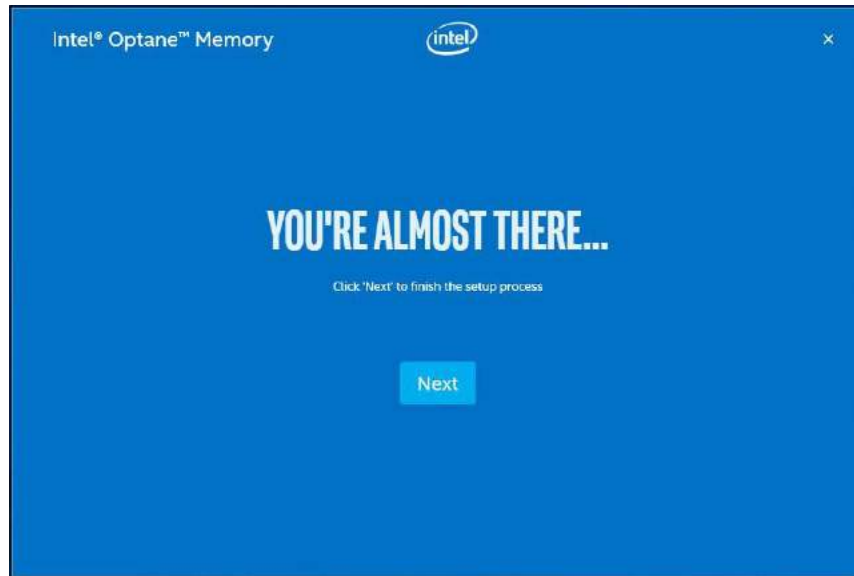 Intel® Optane™ Memory
intel
×
YOU'RE ALMOST THERE...
Click 'Next' to finish the setup process
Next